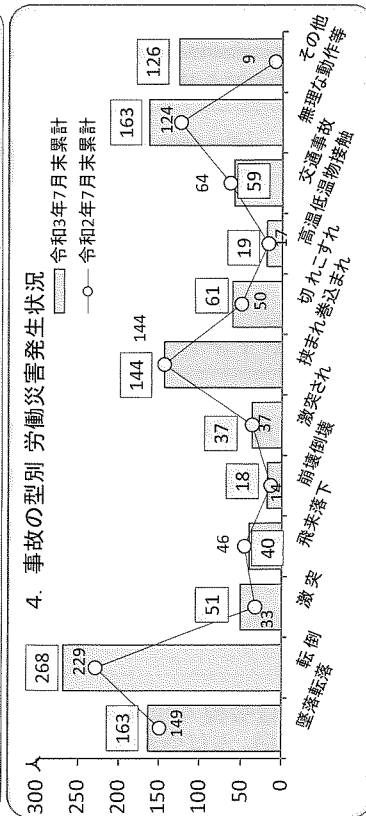 4. 事故の型別 労働災害発生状況
令和3年7月末累計
令和2年7月末累計
300 人
250
200
150
100
50
0
163
149
268
229
51
33
46
40
18
14
37
37
144
144
61
50
19
17
64
59
163
124
126
9
墜落転落
転倒
激突
飛来落下
崩壊倒壊
激突され
挟まれ巻込まれ
切れこすれ
高温低温物接触
交通事故
無理な動作等
その他